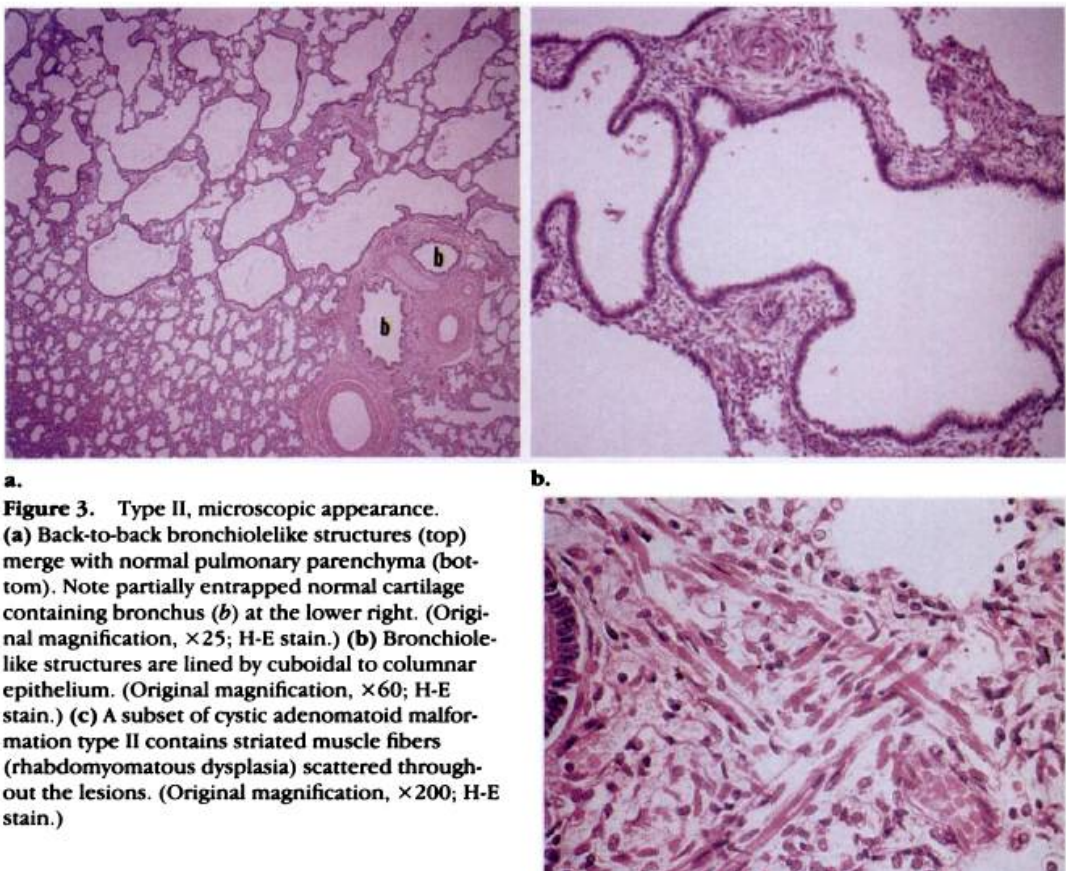 b
b
a.
b.
Figure 3. Type II, microscopic appearance.
(a) Back-to-back bronchiolelike structures (top)
merge with normal pulmonary parenchyma (bot-
tom). Note partially entrapped normal cartilage
containing bronchus (b) at the lower right. (Origi-
nal magnification, ×25; H-E stain.) (b) Bronchiole-
like structures are lined by cuboidal to columnar
epithelium. (Original magnification, ×60; H-E
stain.) (c) A subset of cystic adenomatoid malfor-
mation type II contains striated muscle fibers
(rhabdomyomatous dysplasia) scattered through-
out the lesions. (Original magnification, ×200; H-E
stain.)